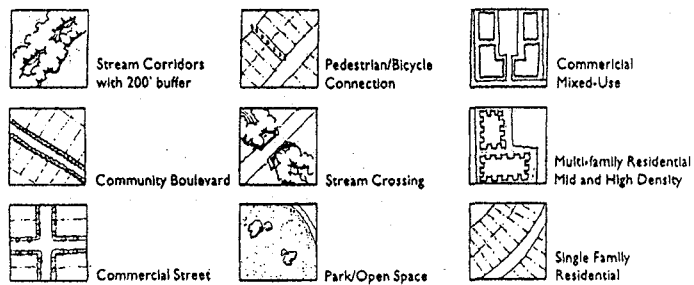 Stream Corridors
with 200' buffer
Pedestrian/Bicycle
Connection
Commericial
Mixed-Use
Community Boulevard
Stream Crossing
Multi-family Residential
Mid and High Density
Commercial Street
Park/Open Space
Single Family
Residential